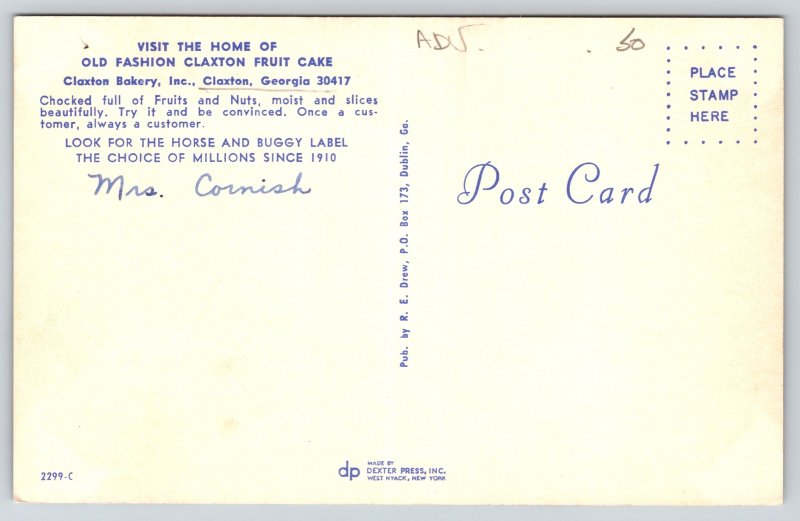 VISIT THE HOME OF
OLD FASHION CLAXTON FRUIT CAKE
Claxton Bakery, Inc., Claxton, Georgia 30417
Chocked full of Fruits and Nuts, moist and slices
beautifully. Try it and be convinced. Once a cus-
tomer, always a customer.
LOOK FOR THE HORSE AND BUGGY LABEL
THE CHOICE OF MILLIONS SINCE 1910
Mrs. Cornish
2299-C
Pub. by R. E. Drew, P.O. Box 173, Dublin, Ga.
dp
MADE BY
DEXTER PRESS, INC.
WEST NYACK, NEW YORK
ADV.
.50
PLACE
STAMP
HERE
Post Card